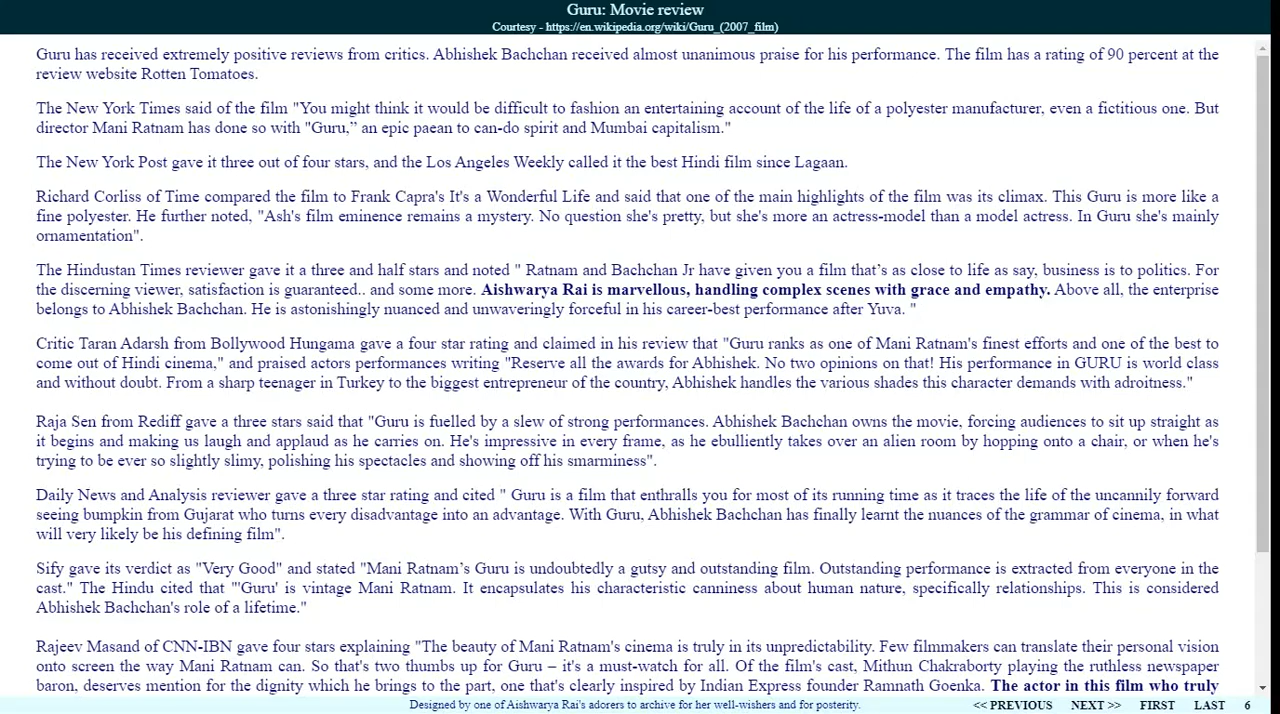 Guru: Movie review
Courtesy - https://en.wikipedia.org/wiki/Guru_(2007_film)
Guru has received extremely positive reviews from critics. Abhishek Bachchan received almost unanimous praise for his performance. The film has a rating of 90 percent at the
review website Rotten Tomatoes.
The New York Times said of the film "You might think it would be difficult to fashion an entertaining account of the life of a polyester manufacturer, even a fictitious one. But
director Mani Ratnam has done so with "Guru,” an epic paean to can-do spirit and Mumbai capitalism."
The New York Post gave it three out of four stars, and the Los Angeles Weekly called it the best Hindi film since Lagaan.
Richard Corliss of Time compared the film to Frank Capra's It's a Wonderful Life and said that one of the main highlights of the film was its climax. This Guru is more like a
fine polyester. He further noted, "Ash's film eminence remains a mystery. No question she's pretty, but she's more an actress-model than a model actress. In Guru she's mainly
ornamentation".
The Hindustan Times reviewer gave it a three and half stars and noted " Ratnam and Bachchan Jr have given you a film that’s as close to life as say, business is to politics. For
the discerning viewer, satisfaction is guaranteed.. and some more. Aishwarya Rai is marvellous, handling complex scenes with grace and empathy. Above all, the enterprise
belongs to Abhishek Bachchan. He is astonishingly nuanced and unwaveringly forceful in his career-best performance after Yuva. "
Critic Taran Adarsh from Bollywood Hungama gave a four star rating and claimed in his review that "Guru ranks as one of Mani Ratnam's finest efforts and one of the best to
come out of Hindi cinema," and praised actors performances writing "Reserve all the awards for Abhishek. No two opinions on that! His performance in GURU is world class
and without doubt. From a sharp teenager in Turkey to the biggest entrepreneur of the country, Abhishek handles the various shades this character demands with adroitness."
Raja Sen from Rediff gave a three stars said that "Guru is fuelled by a slew of strong performances. Abhishek Bachchan owns the movie, forcing audiences to sit up straight as
it begins and making us laugh and applaud as he carries on. He's impressive in every frame, as he ebulliently takes over an alien room by hopping onto a chair, or when he's
trying to be ever so slightly slimy, polishing his spectacles and showing off his smarminess".
Daily News and Analysis reviewer gave a three star rating and cited " Guru is a film that enthralls you for most of its running time as it traces the life of the uncannily forward
seeing bumpkin from Gujarat who turns every disadvantage into an advantage. With Guru, Abhishek Bachchan has finally learnt the nuances of the grammar of cinema, in what
will very likely be his defining film".
Sify gave its verdict as "Very Good" and stated "Mani Ratnam’s Guru is undoubtedly a gutsy and outstanding film. Outstanding performance is extracted from everyone in the
cast." The Hindu cited that "'Guru' is vintage Mani Ratnam. It encapsulates his characteristic canniness about human nature, specifically relationships. This is considered
Abhishek Bachchan's role of a lifetime."
Rajeev Masand of CNN-IBN gave four stars explaining "The beauty of Mani Ratnam's cinema is truly in its unpredictability. Few filmmakers can translate their personal vision
onto screen the way Mani Ratnam can. So that's two thumbs up for Guru – it's a must-watch for all. Of the film's cast, Mithun Chakraborty playing the ruthless newspaper
baron, deserves mention for the dignity which he brings to the part, one that's clearly inspired by Indian Express founder Ramnath Goenka. The actor in this film who truly
Designed by one of Aishwarya Rai's adorers to archive for her well-wishers and for posterity. << PREVIOUS NEXT >> FIRST LAST 6